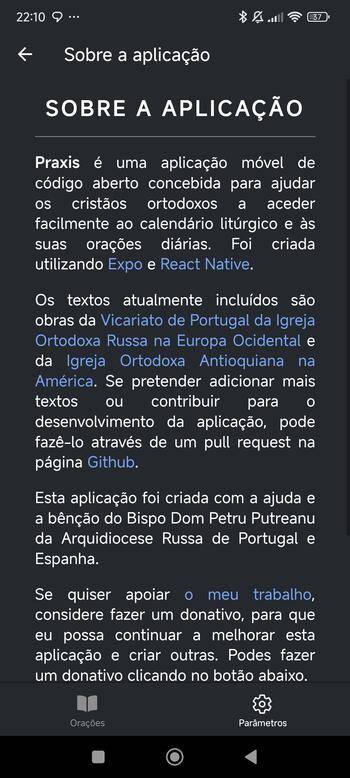 22:10
37
Sobre a aplicação
SOBRE A APLICAÇÃO
Praxis é uma aplicação móvel de
código aberto concebida para ajudar
os cristãos ortodoxos a aceder
facilmente ao calendário litúrgico e às
suas orações diárias. Foi criada
utilizando Expo e React Native.
Os textos atualmente incluídos são
obras da Vicariato de Portugal da Igreja
Ortodoxa Russa na Europa Ocidental e
da Igreja Ortodoxa Antioquiana na
América. Se pretender adicionar mais
textos ou contribuir para o
desenvolvimento da aplicação, pode
fazê-lo através de um pull request na
página Github.
Esta aplicação foi criada com a ajuda e
a bênção do Bispo Dom Petru Putreanu
da Arquidiocese Russa de Portugal e
Espanha.
Se quiser apoiar o meu trabalho,
considere fazer um donativo, para que
eu possa continuar a melhorar esta
aplicação e criar outras. Podes fazer
um donativo clicando no botão abaixo.
Orações
Parâmetros